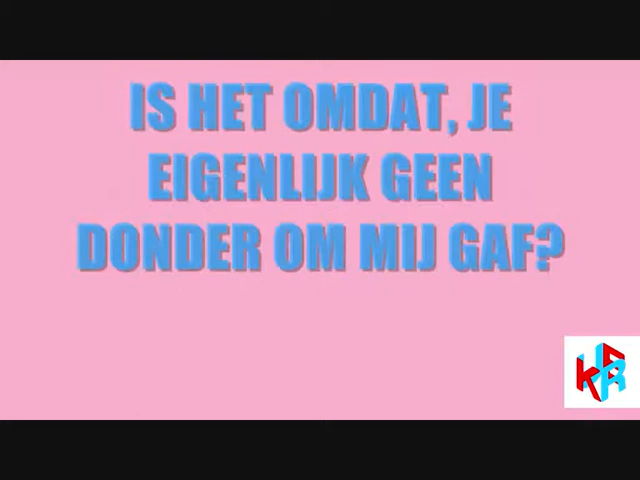 IS HET OMDAT, JE
EIGENLIJK GEEN
DONDER OM MIJ GAF?